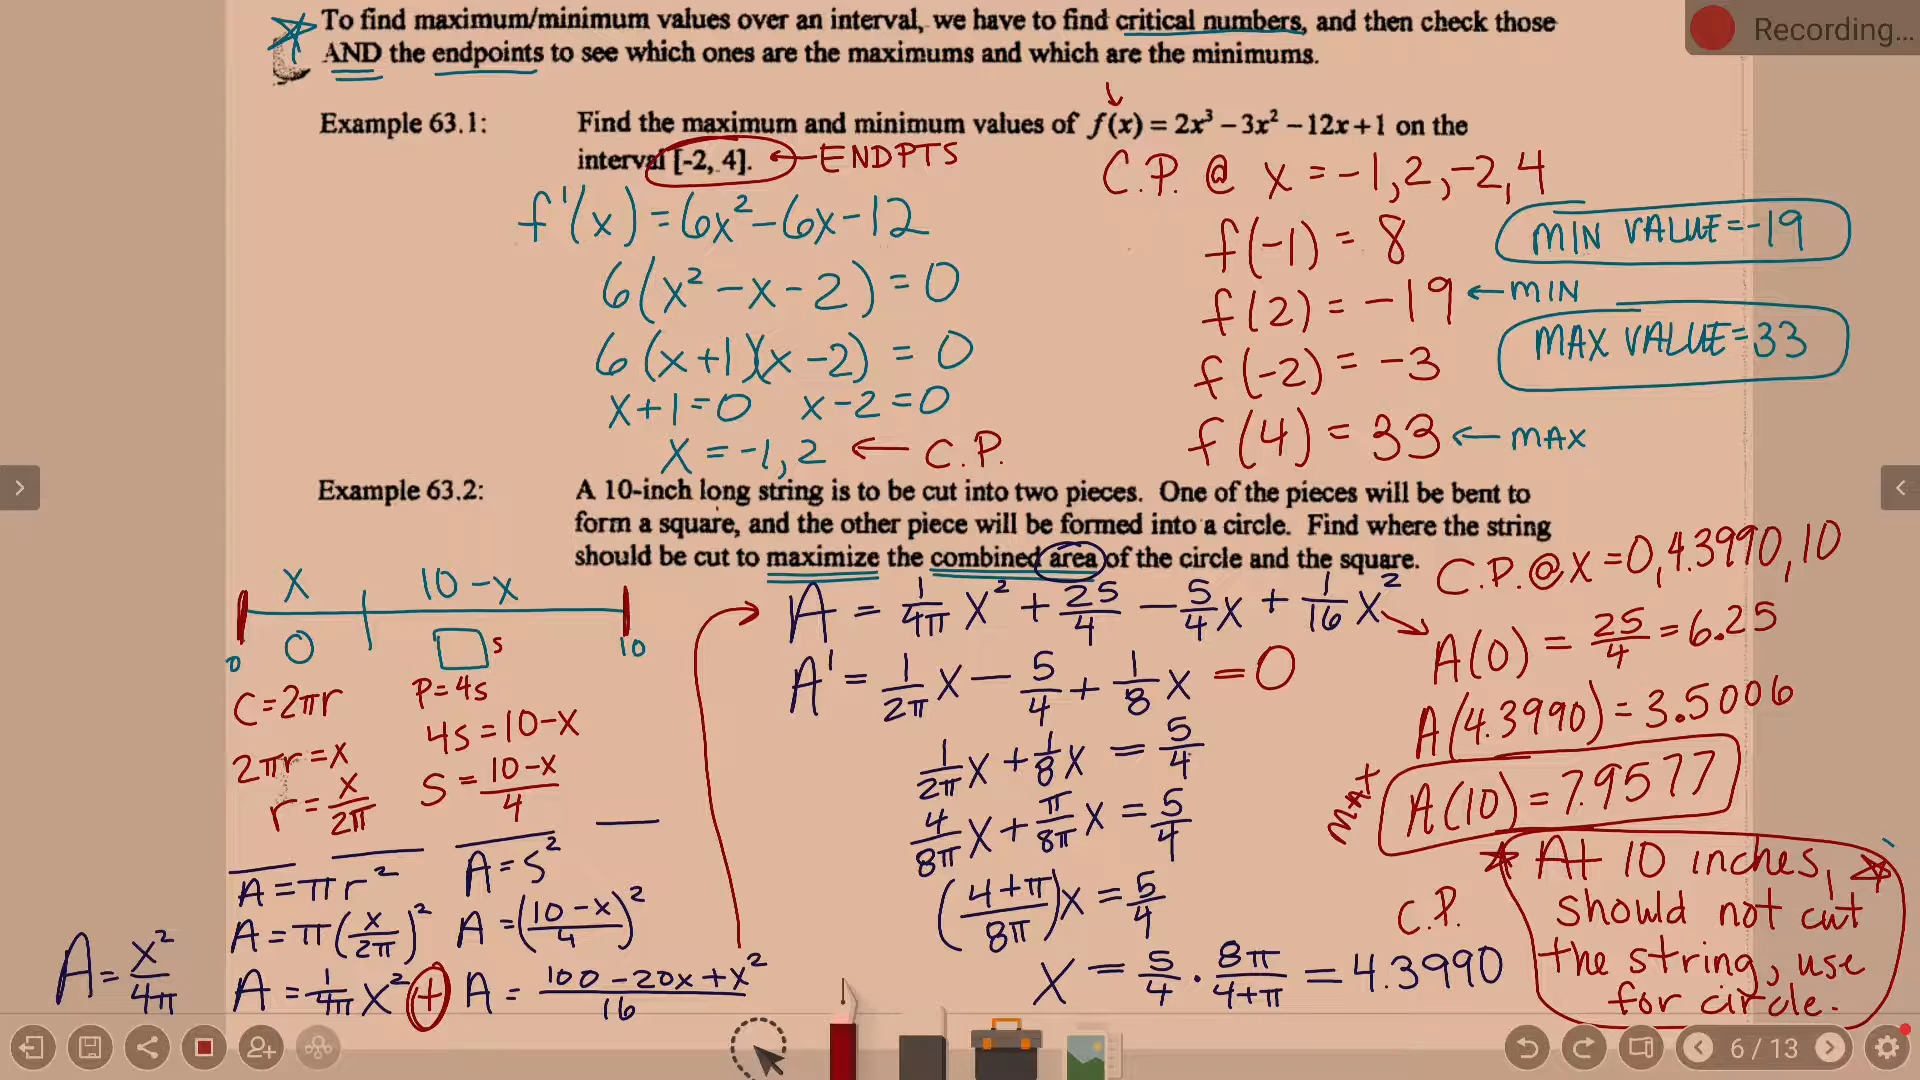 To find maximum/minimum values over an interval, we have to find critical numbers, and then check those
AND the endpoints to see which ones are the maximums and which are the minimums.
Recording...
Example 63.1: Find the maximum and minimum values of f(x) = 2x³ – 3x² – 12x + 1 on the
interval [-2, 4]. ← ENDPTS
C.P. @ x = -1, 2, -2, 4
f'(x) = 6x² - 6x - 12
6(x² - x - 2) = 0
6(x+1)(x-2) = 0
x+1=0 x-2=0
x = -1, 2 ← C.P.
f(-1) = 8
f(2) = -19 ← MIN
f(-2) = -3
f(4) = 33 ← MAX
MIN VALUE = -19
MAX VALUE = 33
Example 63.2: A 10-inch long string is to be cut into two pieces. One of the pieces will be bent to
form a square, and the other piece will be formed into a circle. Find where the string
should be cut to maximize the combined area of the circle and the square.
x 10-x
s
0 10
C=2πr
2πr=x
r=x/2π
P=4s
4s=10-x
S=(10-x)/4
A=πr²
A=π(x/2π)²
A=1/4π x²
A=x²/4π
+
A=s²
A=((10-x)/4)²
A=(100-20x+x²)/16
A = 1/4π x² + 25/4 - 5/4 x + 1/16 x²
A' = 1/2π x - 5/4 + 1/8 x = 0
1/2π x + 1/8 x = 5/4
4/8π x + π/8π x = 5/4
((4+π)/8π) x = 5/4
x = 5/4 · 8π/(4+π) = 4.3990
C.P.
C.P. @ x = 0, 4.3990, 10
A(0) = 25/4 = 6.25
A(4.3990) = 3.5006
MAX
A(10) = 7.9577
At 10 inches,
should not cut
the string, use
for circle.
6 / 13